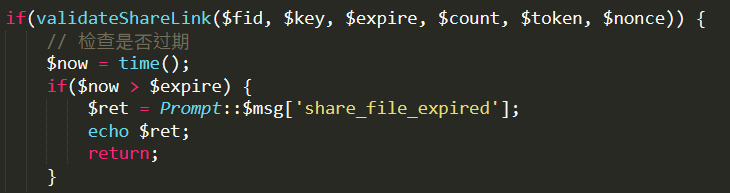 if(validateShareLink($fid, $key, $expire, $count, $token, $nonce)) {
// 检查是否过期
$now = time();
if($now > $expire) {
$ret = Prompt::$msg['share_file_expired'];
echo $ret;
return;
}